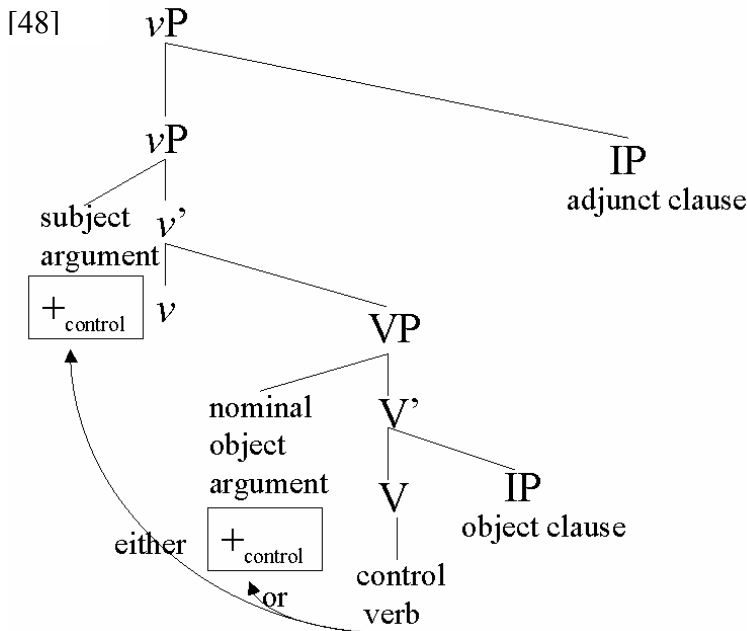 [48]
vP
vP
IP
adjunct clause
subject
argument
v’
+control
v
VP
nominal
object
argument
V’
V
IP
object clause
either
+control
or
control
verb